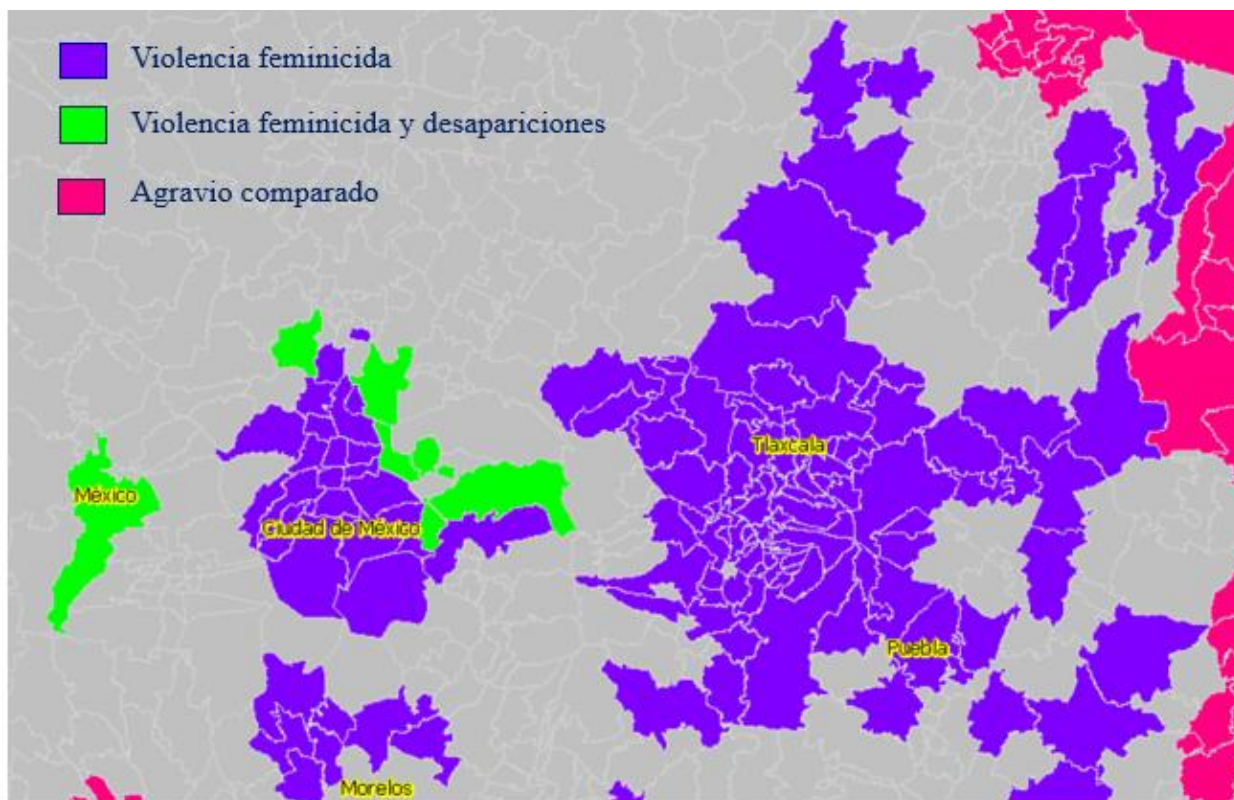 Violencia feminicida
Violencia feminicida y desapariciones
Agravio comparado
Tlaxcala
México
Ciudad de México
Puebla
Morelos